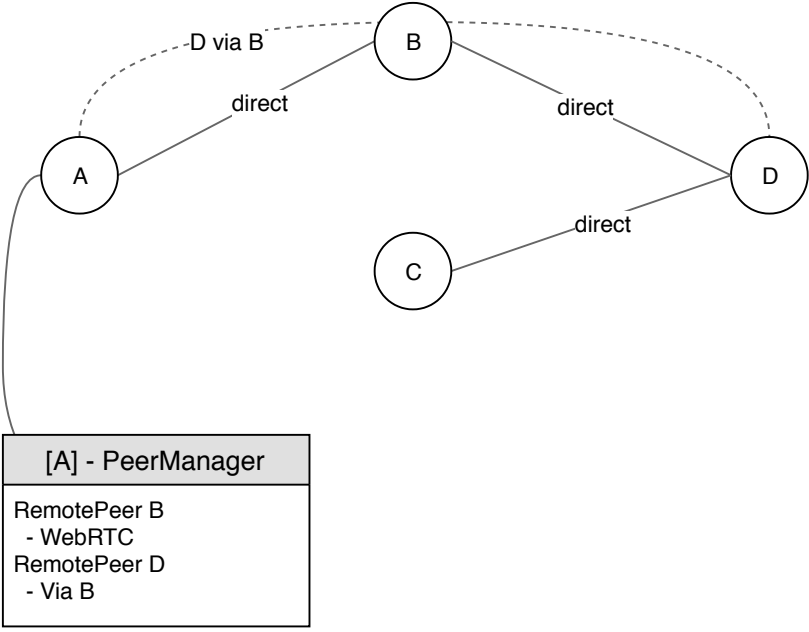 B
D via B
direct
direct
A
D
direct
C
[A] - PeerManager
RemotePeer B
- WebRTC
RemotePeer D
- Via B